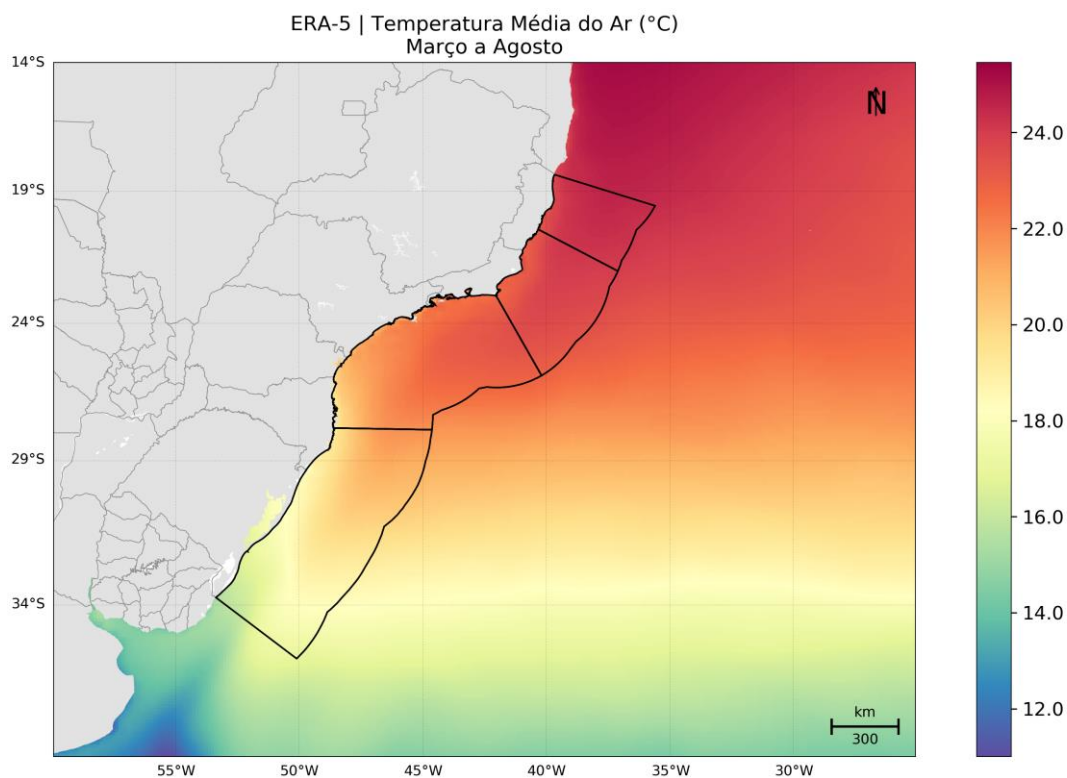 ERA-5 | Temperatura Média do Ar (°C)
Março a Agosto
14°S
19°S
24°S
29°S
34°S
55°W
50°W
45°W
40°W
35°W
30°W
N
km
300
24.0
22.0
20.0
18.0
16.0
14.0
12.0